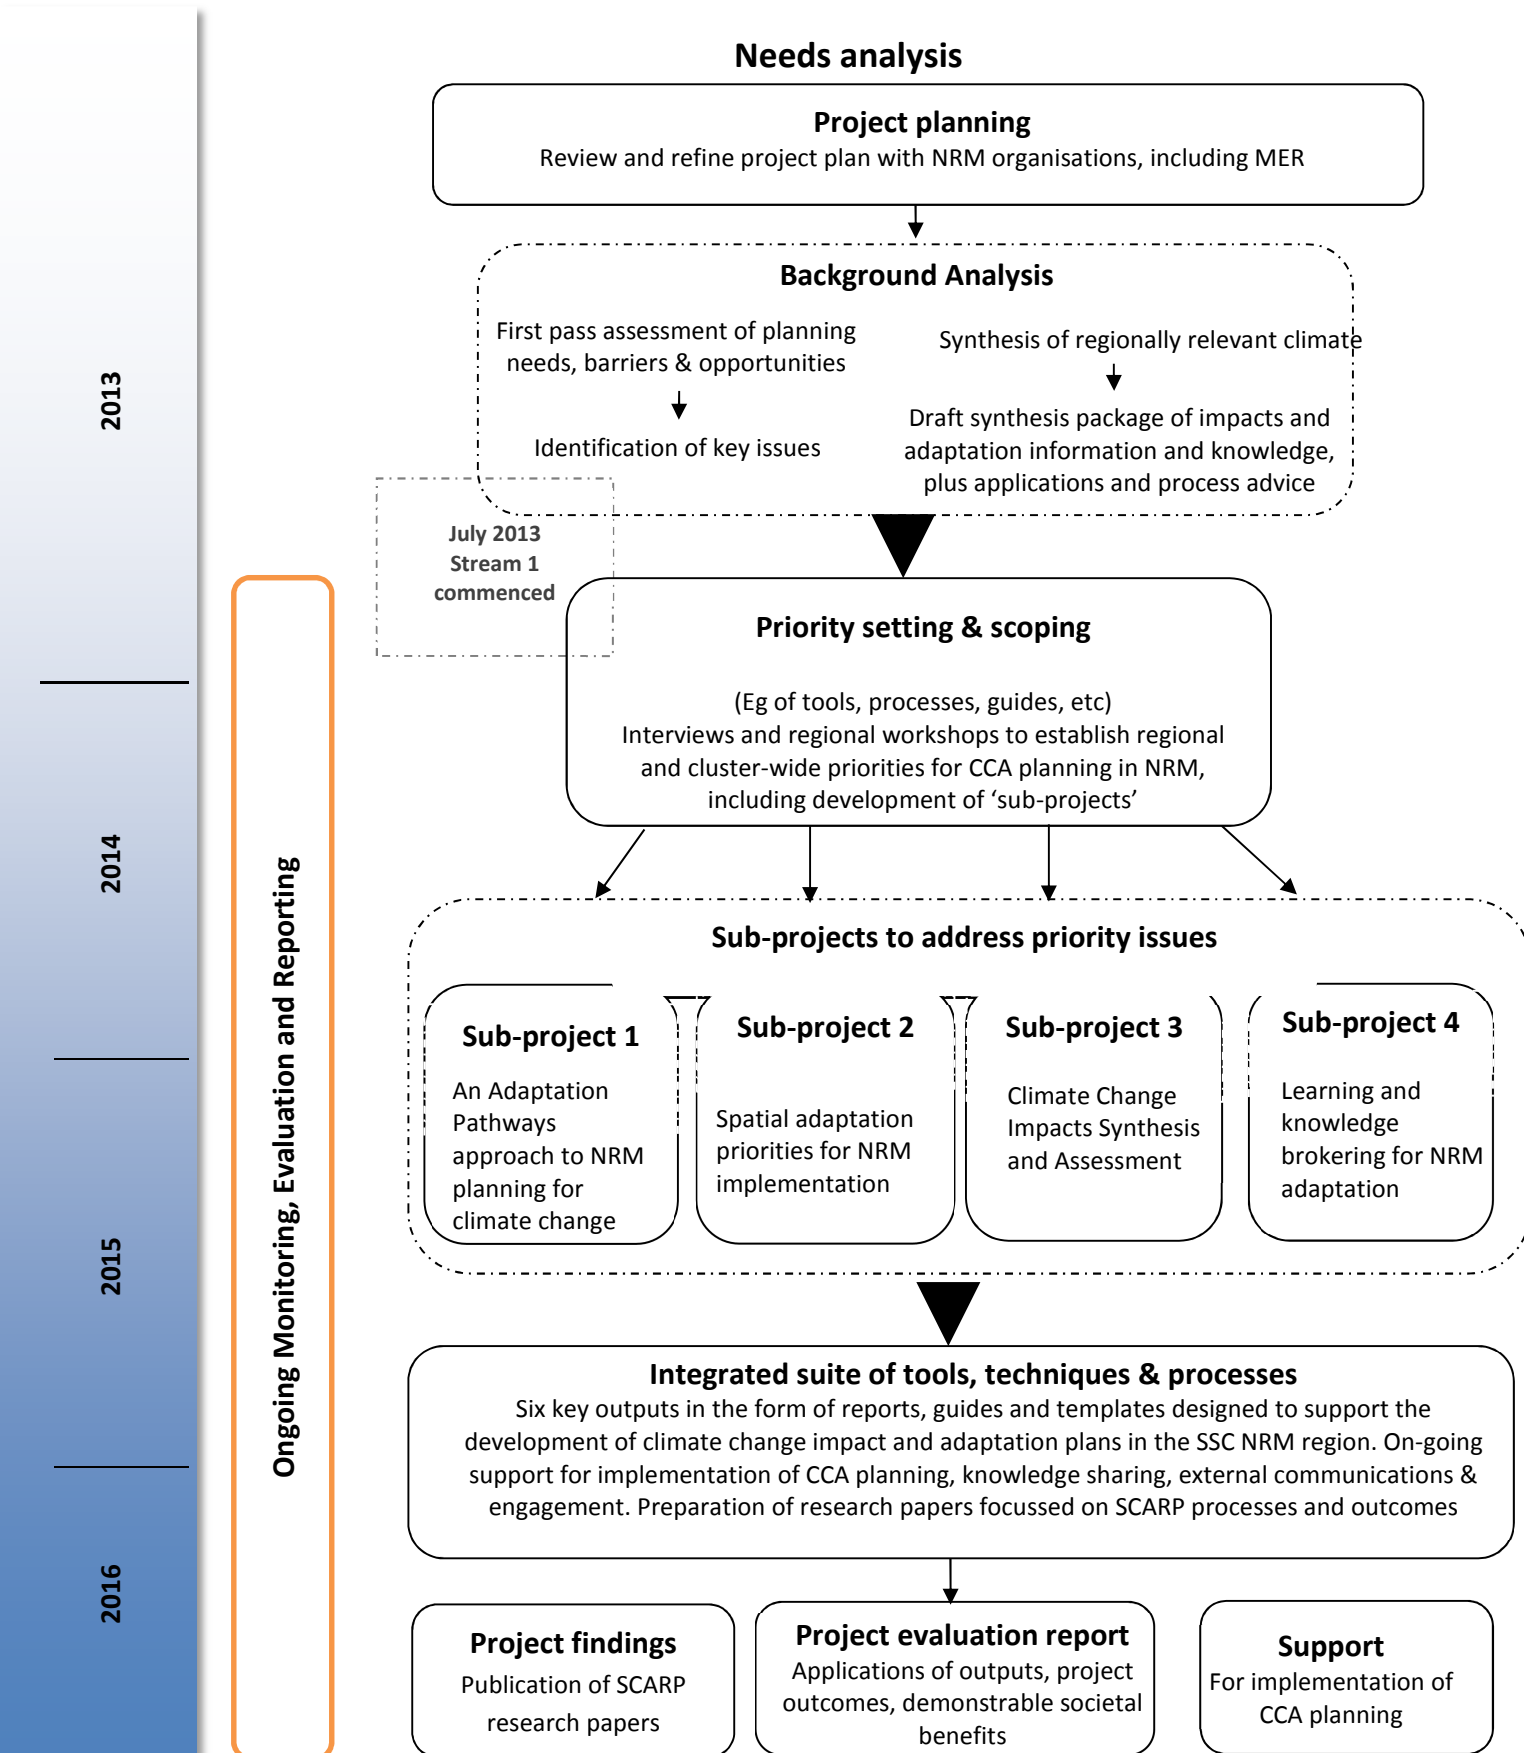 Needs analysis
Project planning
Review and refine project plan with NRM organisations, including MER
Background Analysis
First pass assessment of planning
needs, barriers & opportunities
Identification of key issues
Synthesis of regionally relevant climate
Draft synthesis package of impacts and
adaptation information and knowledge,
plus applications and process advice
2013
July 2013
Stream 1
commenced
Priority setting & scoping
(Eg of tools, processes, guides, etc)
Interviews and regional workshops to establish regional
and cluster-wide priorities for CCA planning in NRM,
including development of ‘sub-projects’
2014
Ongoing Monitoring, Evaluation and Reporting
Sub-projects to address priority issues
Sub-project 1
An Adaptation
Pathways
approach to NRM
planning for
climate change
Sub-project 2
Spatial adaptation
priorities for NRM
implementation
Sub-project 3
Climate Change
Impacts Synthesis
and Assessment
Sub-project 4
Learning and
knowledge
brokering for NRM
adaptation
2015
Integrated suite of tools, techniques & processes
Six key outputs in the form of reports, guides and templates designed to support the
development of climate change impact and adaptation plans in the SSC NRM region. On-going
support for implementation of CCA planning, knowledge sharing, external communications &
engagement. Preparation of research papers focussed on SCARP processes and outcomes
2016
Project findings
Publication of SCARP
research papers
Project evaluation report
Applications of outputs, project
outcomes, demonstrable societal
benefits
Support
For implementation of
CCA planning